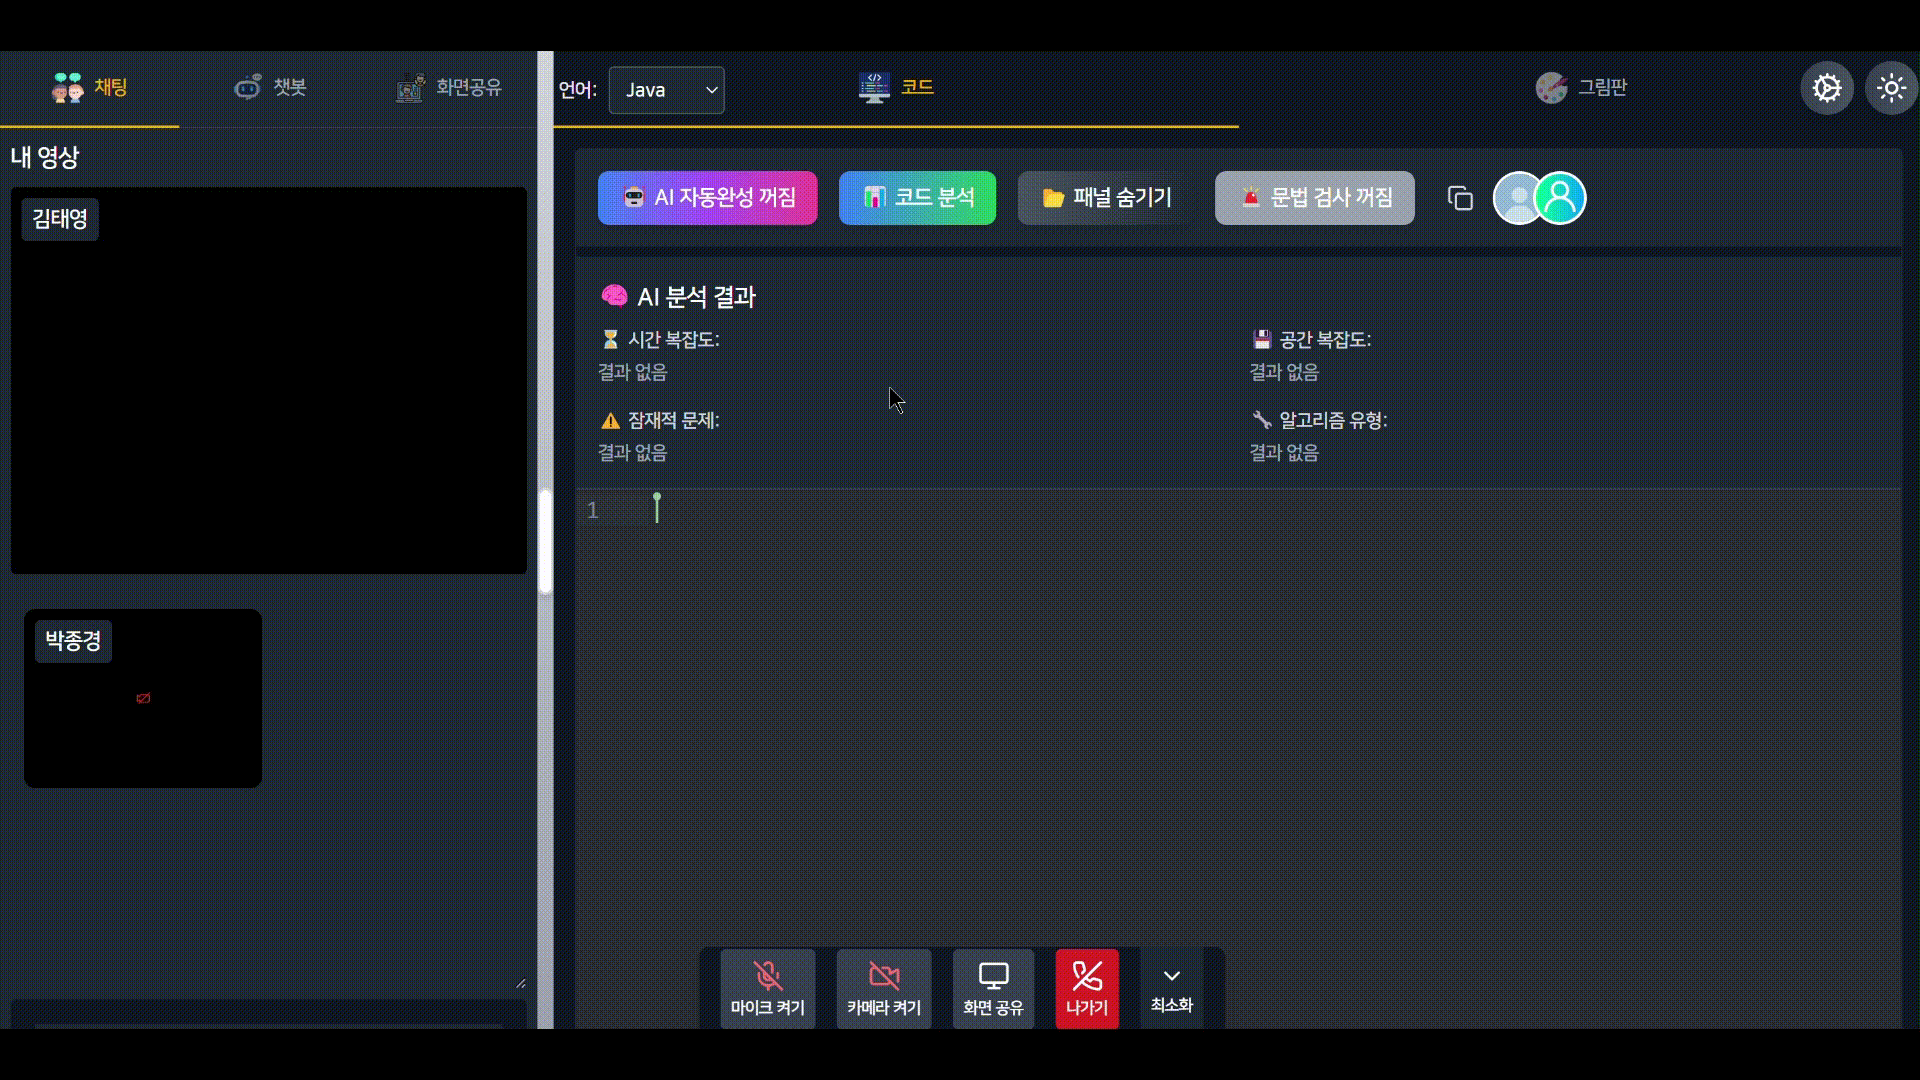 채팅
챗봇
화면공유
언어:
Java
코드
그림판
내 영상
김태영
박종경
AI 자동완성 꺼짐
코드 분석
패널 숨기기
문법 검사 꺼짐
AI 분석 결과
시간 복잡도:
결과 없음
공간 복잡도:
결과 없음
잠재적 문제:
결과 없음
알고리즘 유형:
결과 없음
1
마이크 켜기
카메라 켜기
화면 공유
나가기
최소화